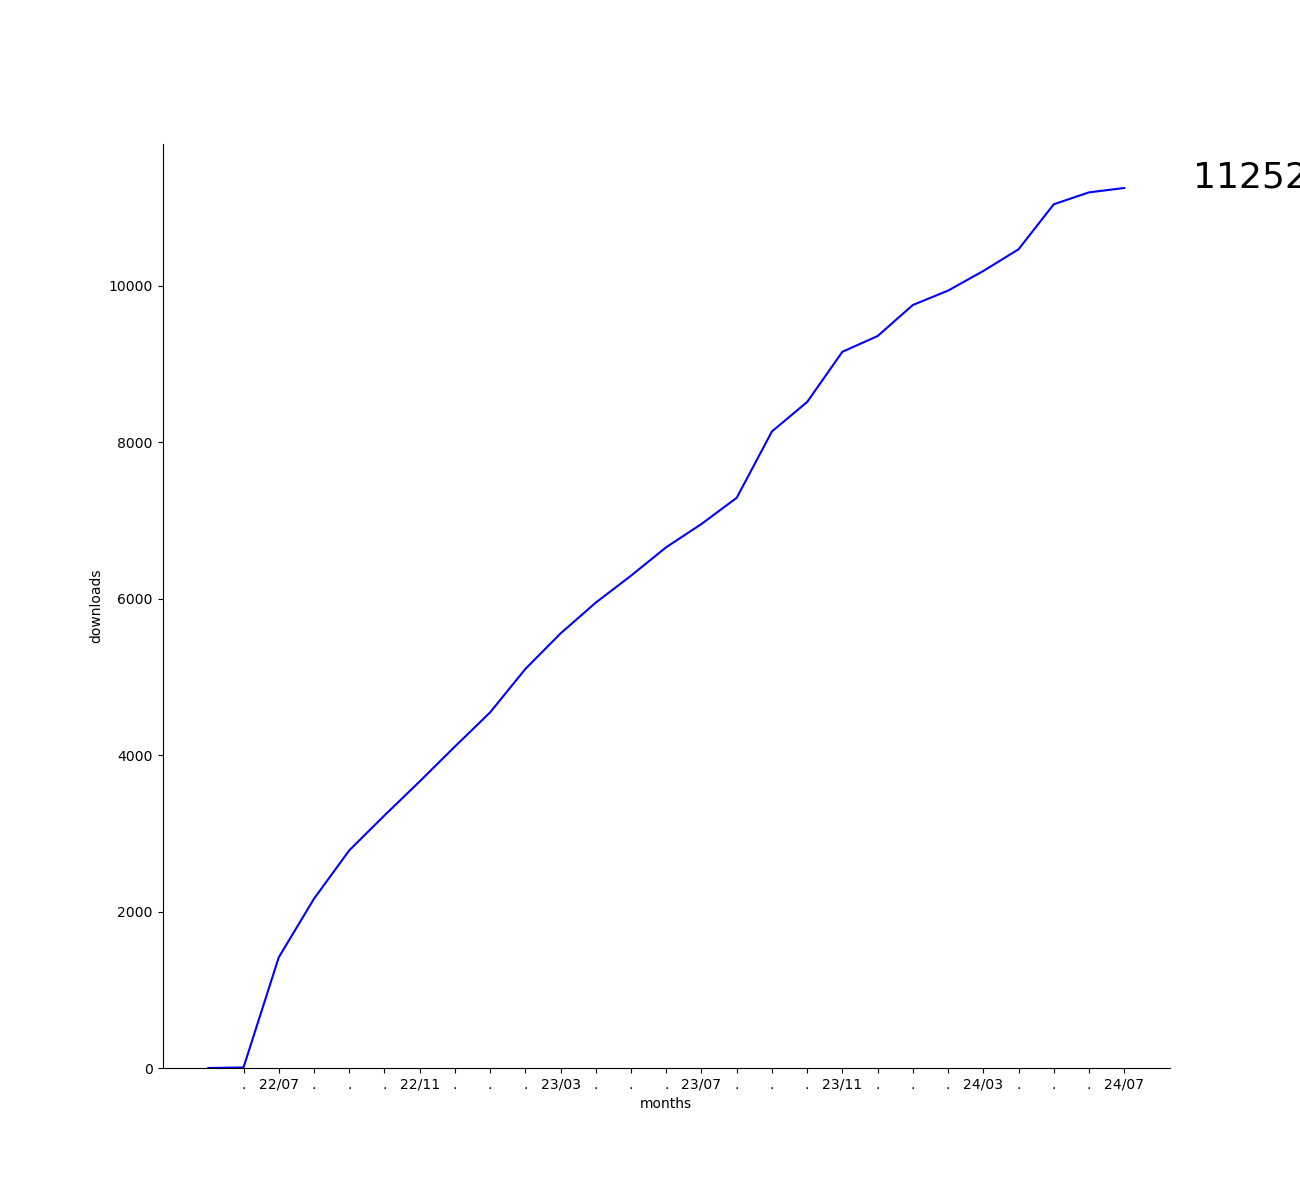 11252
10000
8000
6000
4000
2000
0
downloads
. 22/07 . . . 22/11 . . . 23/03 . . . 23/07 . . . 23/11 . . . 24/03 . . . 24/07
months